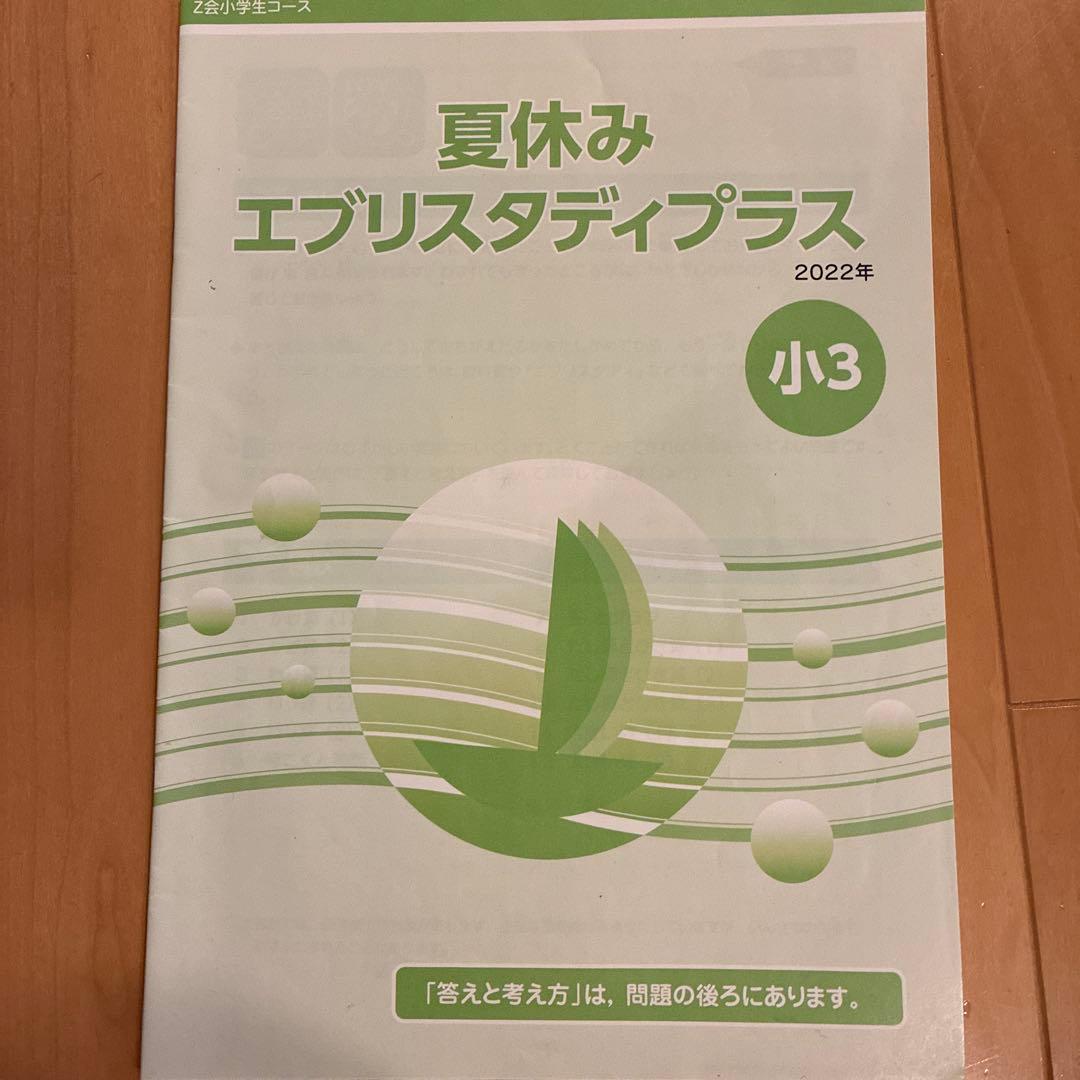 Z会小学生コース
夏休み
エブリスタディプラス
2022年
小3
「答えと考え方」は，問題の後ろにあります。